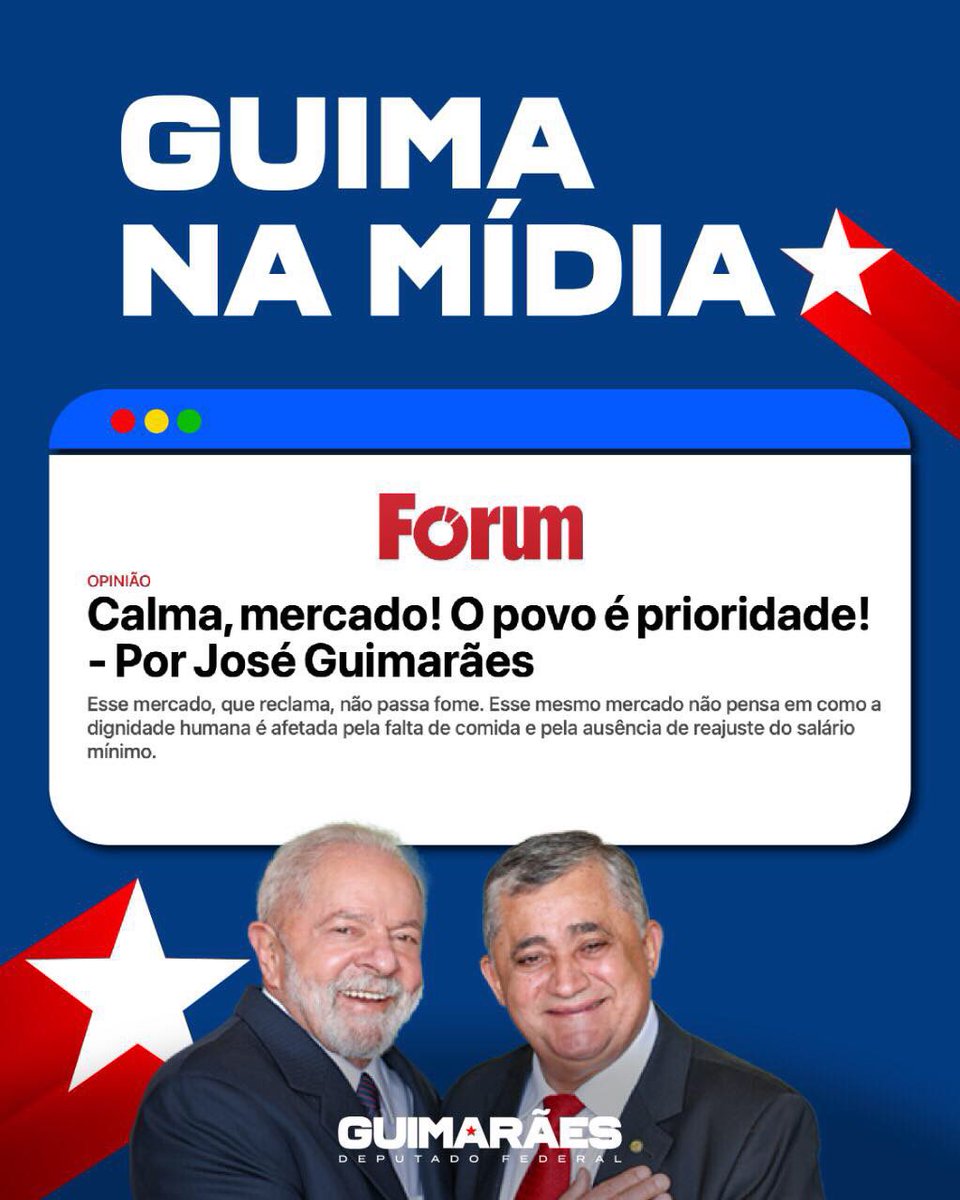 GUIMA
NA MÍDIA
Fórum
OPINIÃO
Calma, mercado! O povo é prioridade!
- Por José Guimarães
Esse mercado, que reclama, não passa fome. Esse mesmo mercado não pensa em como a
dignidade humana é afetada pela falta de comida e pela ausência de reajuste do salário
mínimo.
GUIMARÃES
DEPUTADO FEDERAL